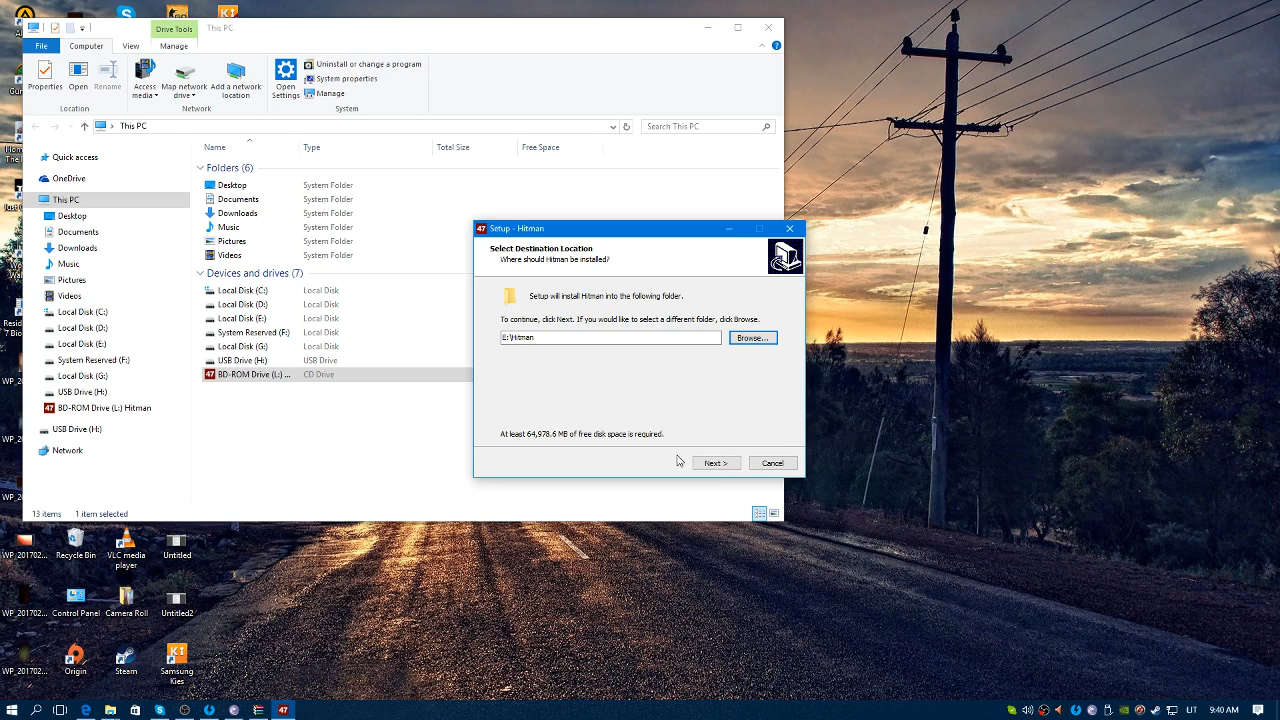 Drive Tools
This PC
File
Computer
View
Manage
Properties
Open
Rename
Access media
Map network drive
Add a network location
Open Settings
Uninstall or change a program
System properties
Manage
Location
Network
System
This PC
Search This PC
Name
Type
Total Size
Free Space
Quick access
OneDrive
This PC
Desktop
Documents
Downloads
Music
Pictures
Videos
Local Disk (C:)
Local Disk (D:)
Local Disk (E:)
System Reserved (F:)
Local Disk (G:)
USB Drive (H:)
47 BD-ROM Drive (L:) Hitman
USB Drive (H:)
Network
Folders (6)
Desktop System Folder
Documents System Folder
Downloads System Folder
Music System Folder
Pictures System Folder
Videos System Folder
Devices and drives (7)
Local Disk (C:) Local Disk
Local Disk (D:) Local Disk
Local Disk (E:) Local Disk
System Reserved (F:) Local Disk
Local Disk (G:) Local Disk
USB Drive (H:) USB Drive
47 BD-ROM Drive (L:) ... CD Drive
13 items 1 item selected
47 Setup - Hitman
Select Destination Location
Where should Hitman be installed?
Setup will install Hitman into the following folder.
To continue, click Next. If you would like to select a different folder, click Browse.
E:\Hitman
Browse...
At least 64,978.6 MB of free disk space is required.
Next >
Cancel
WP_201702...
Recycle Bin
VLC media player
Untitled
WP_201702...
Control Panel
Camera Roll
Untitled2
WP_201702...
Origin
Steam
Samsung Kies
47
LIT
9:40 AM